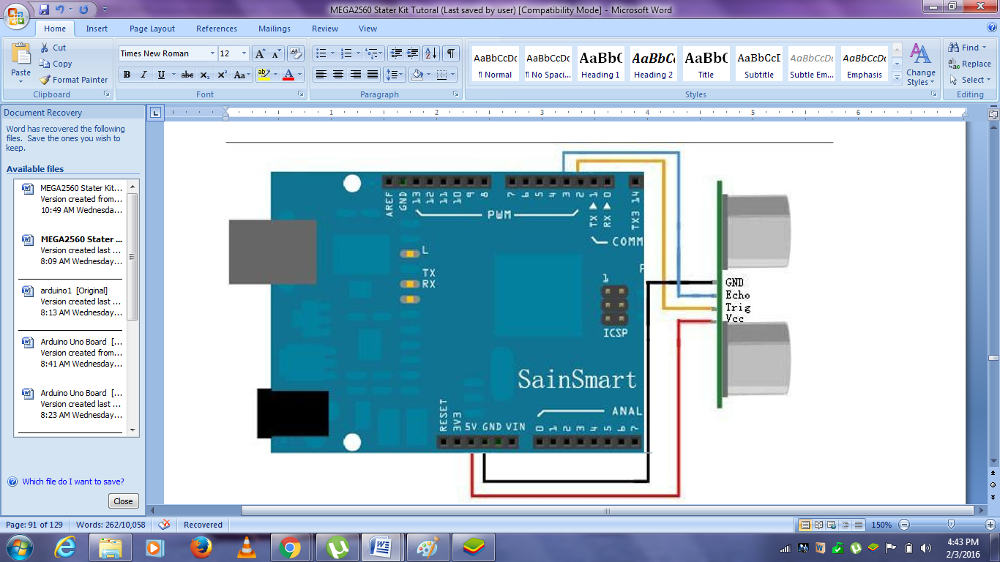 MEGA2560 Stater Kit Tutoral (Last saved by user) [Compatibility Mode] - Microsoft Word
Home Insert Page Layout References Mailings Review View
Paste
Cut
Copy
Format Painter
Clipboard
Times New Roman 12
Font
Paragraph
AaBbCcDc AaBbCcDc AaBbC AaBbCc AaBbC AaBbCcI AaBbCcDc AaBbCcDc
¶ Normal ¶ No Spaci... Heading 1 Heading 2 Title Subtitle Subtle Em... Emphasis
Change Styles
Styles
Find
Replace
Select
Editing
Document Recovery
Word has recovered the following
files. Save the ones you wish to
keep.
Available files
MEGA2560 Stater Kit...
Version created from...
10:49 AM Wednesda...
MEGA2560 Stater ...
Version created last ...
8:09 AM Wednesday...
arduino1 [Original]
Version created last ...
8:13 AM Wednesday...
Arduino Uno Board [...
Version created from...
8:41 AM Wednesday...
Arduino Uno Board [...
Version created last ...
8:23 AM Wednesday...
Which file do I want to save?
Close
1 2 3 4 5 6
AREF GND 13 12 11 10 9 8 7 6 5 4 3 2 TX 1 RX 0 TX3 14
PWM
COMM
L
TX
RX
1
ICSP
SainSmart
RESET 3V3 5V GND VIN
ANAL
0 1 2 3 4 5 6 7
GND
Echo
Trig
Vcc
Page: 91 of 129 Words: 262/10,058 Recovered 150%
4:43 PM
2/3/2016